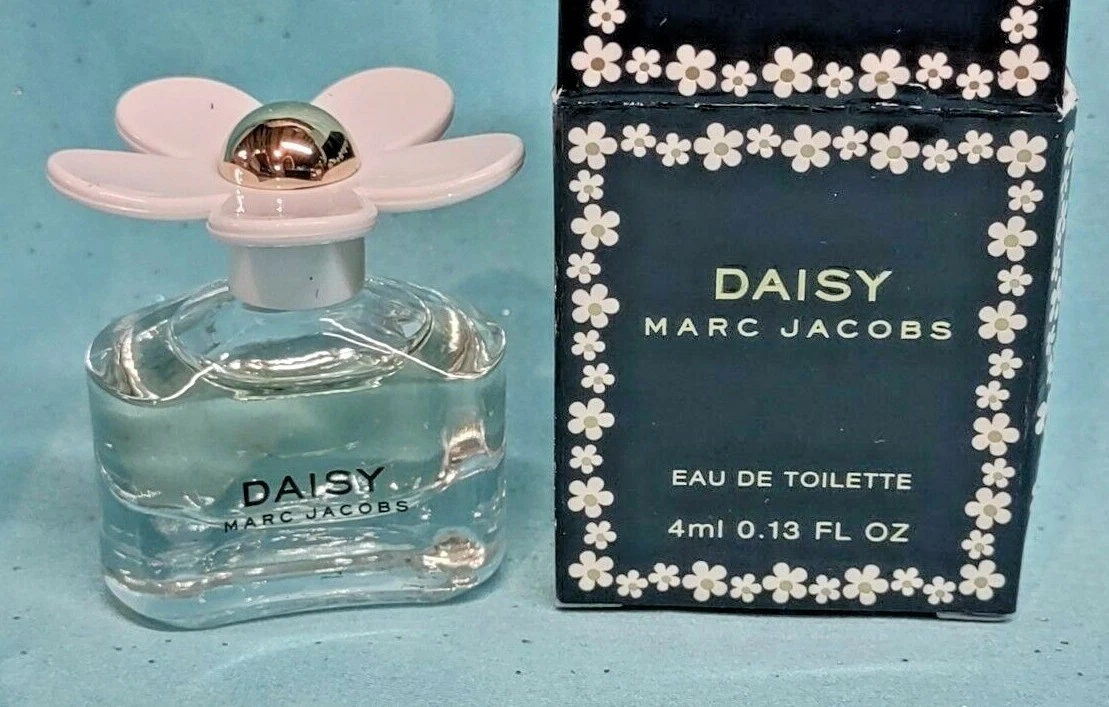 DAISY
MARC JACOBS
DAISY
MARC JACOBS
EAU DE TOILETTE
4ml 0.13 FL OZ